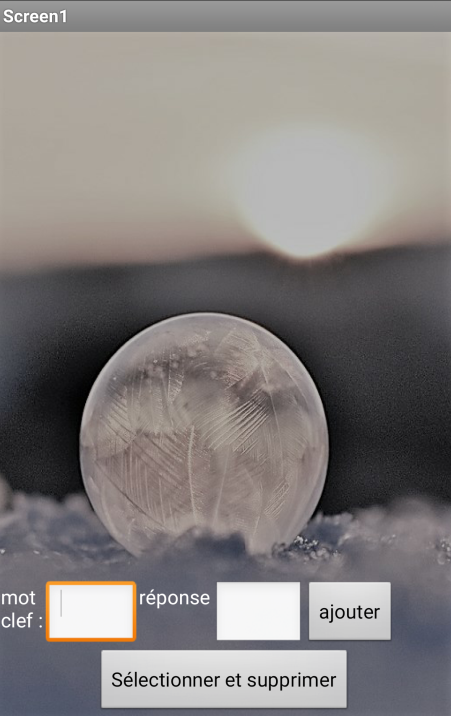 Screen1
mot clef : réponse ajouter
Sélectionner et supprimer